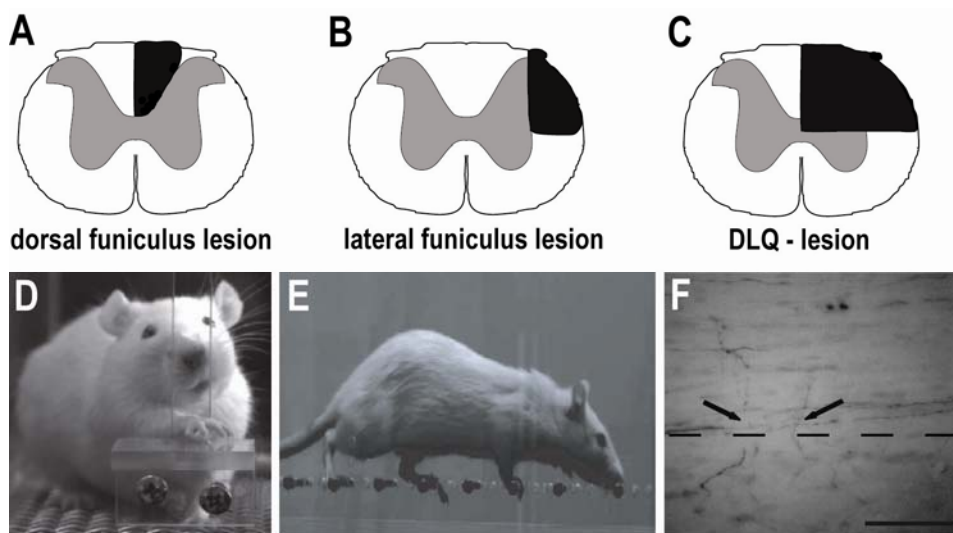 A
B
C
dorsal funiculus lesion
lateral funiculus lesion
DLQ - lesion
D
E
F